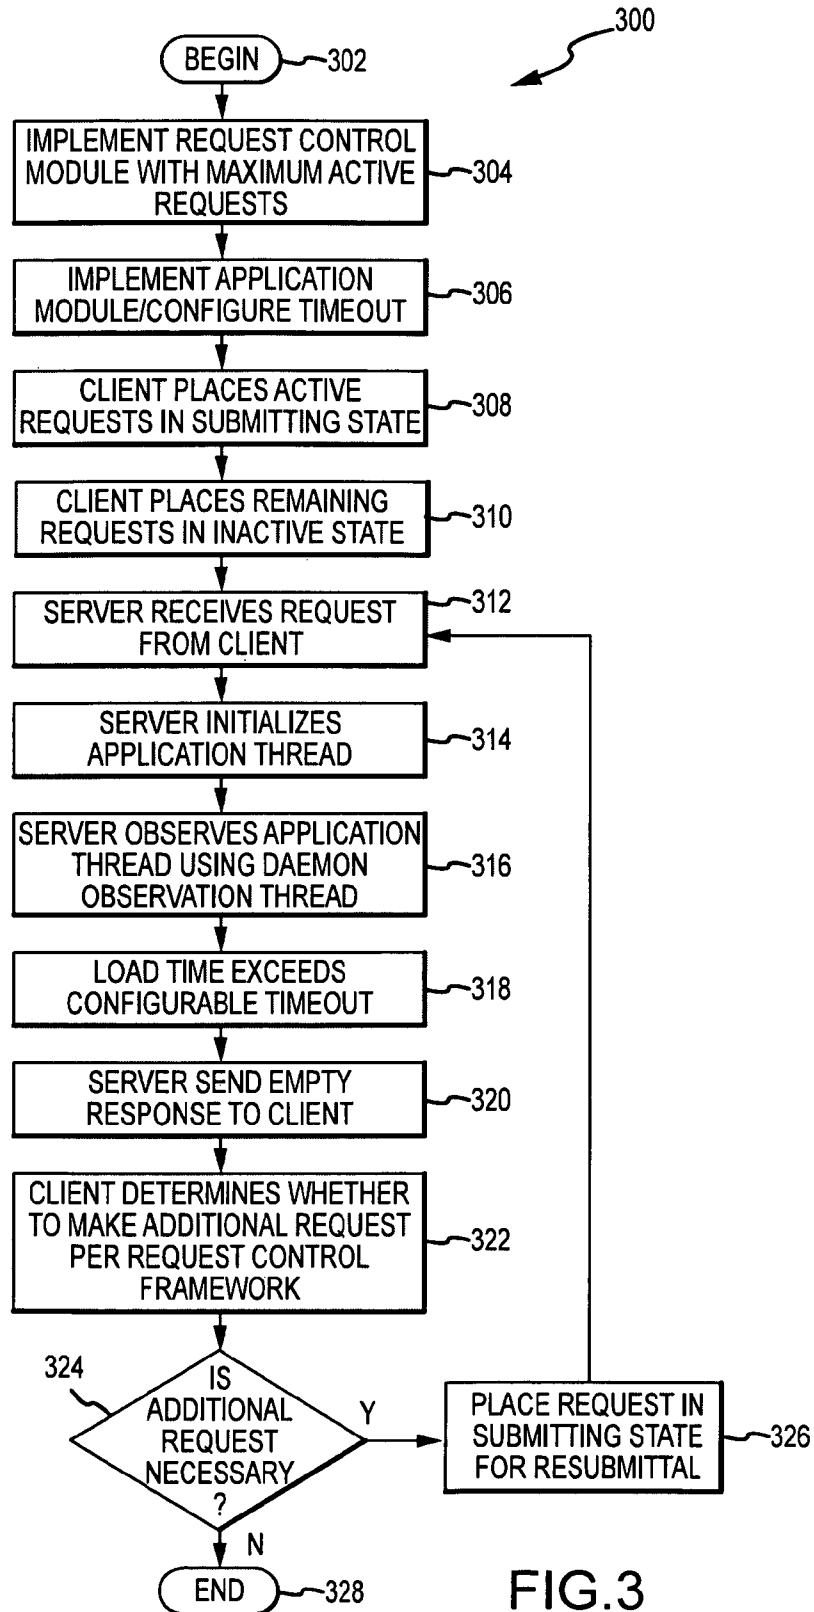 300
BEGIN
302
IMPLEMENT REQUEST CONTROL
MODULE WITH MAXIMUM ACTIVE
REQUESTS
304
IMPLEMENT APPLICATION
MODULE/CONFIGURE TIMEOUT
306
CLIENT PLACES ACTIVE
REQUESTS IN SUBMITTING STATE
308
CLIENT PLACES REMAINING
REQUESTS IN INACTIVE STATE
310
SERVER RECEIVES REQUEST
FROM CLIENT
312
SERVER INITIALIZES
APPLICATION THREAD
314
SERVER OBSERVES APPLICATION
THREAD USING DAEMON
OBSERVATION THREAD
316
LOAD TIME EXCEEDS
CONFIGURABLE TIMEOUT
318
SERVER SEND EMPTY
RESPONSE TO CLIENT
320
CLIENT DETERMINES WHETHER
TO MAKE ADDITIONAL REQUEST
PER REQUEST CONTROL
FRAMEWORK
322
324
IS
ADDITIONAL
REQUEST
NECESSARY
?
Y
PLACE REQUEST IN
SUBMITTING STATE
FOR RESUBMITTAL
326
N
END
328
FIG.3